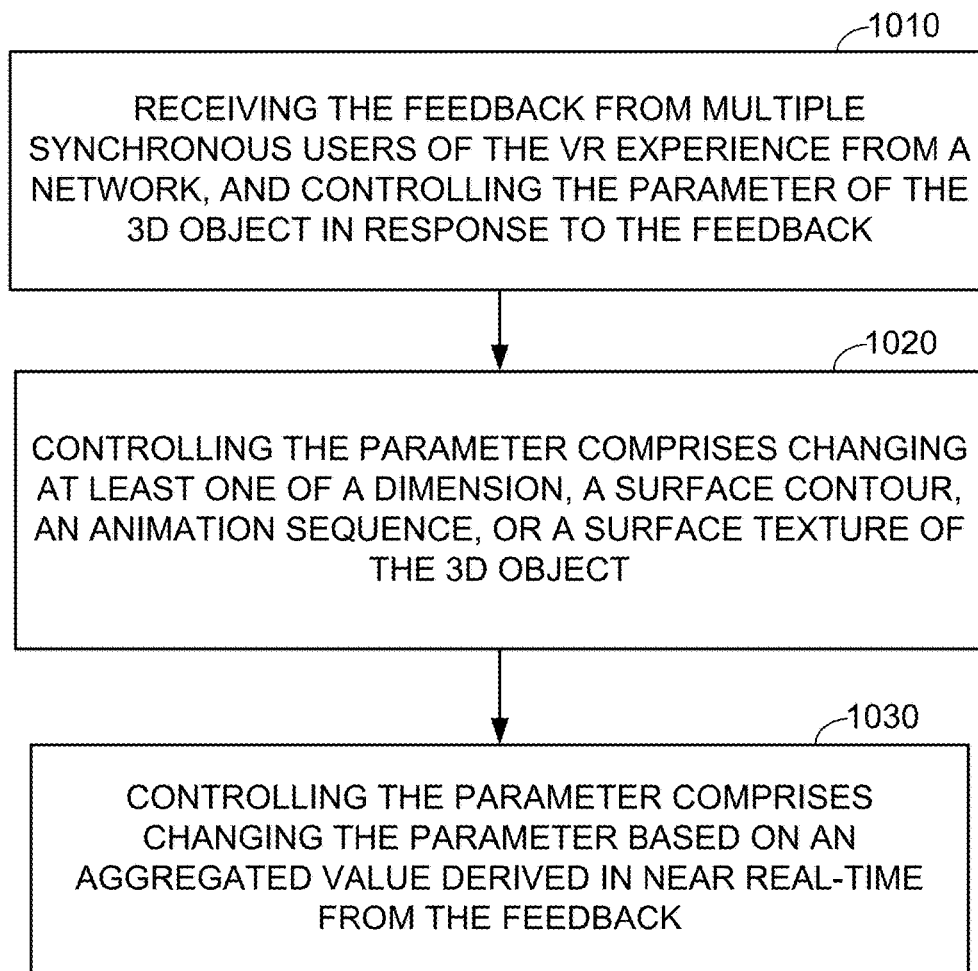 1010
RECEIVING THE FEEDBACK FROM MULTIPLE
SYNCHRONOUS USERS OF THE VR EXPERIENCE FROM A
NETWORK, AND CONTROLLING THE PARAMETER OF THE
3D OBJECT IN RESPONSE TO THE FEEDBACK
1020
CONTROLLING THE PARAMETER COMPRISES CHANGING
AT LEAST ONE OF A DIMENSION, A SURFACE CONTOUR,
AN ANIMATION SEQUENCE, OR A SURFACE TEXTURE OF
THE 3D OBJECT
1030
CONTROLLING THE PARAMETER COMPRISES
CHANGING THE PARAMETER BASED ON AN
AGGREGATED VALUE DERIVED IN NEAR REAL-TIME
FROM THE FEEDBACK